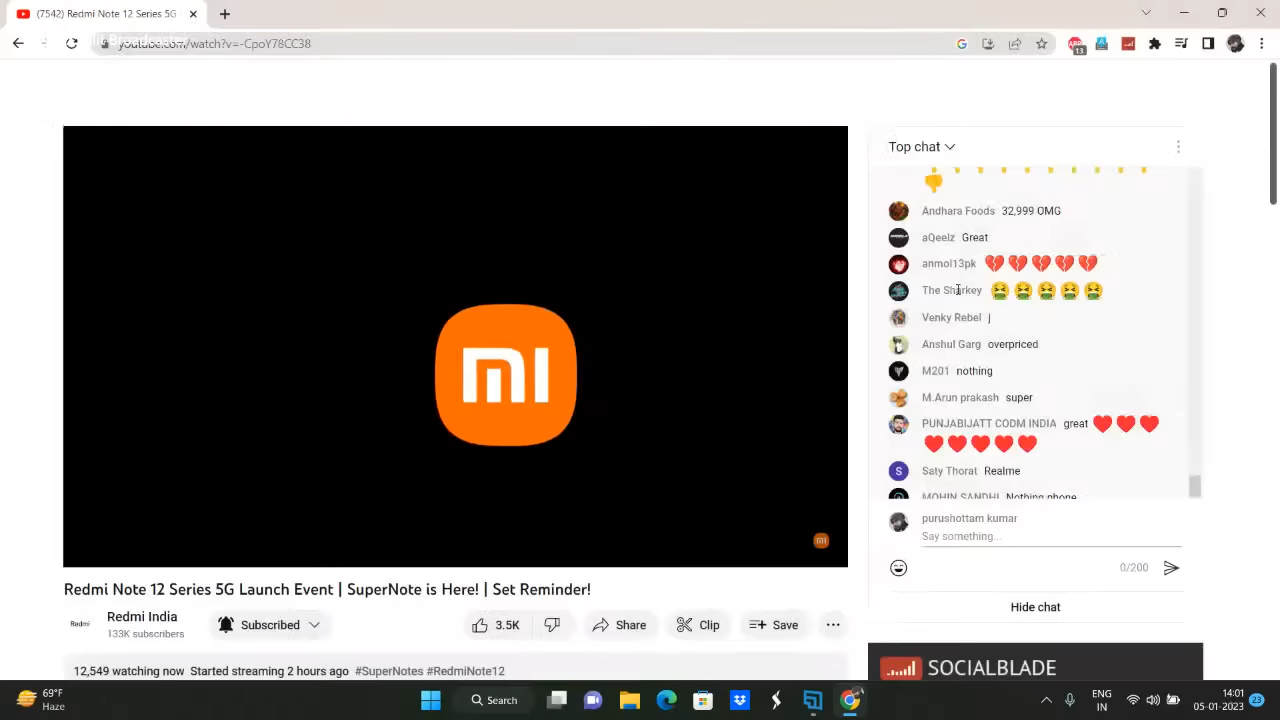 (7542) Redmi Note 12 Series 5G
youtube.com/watch?v=-CpoY78CC38
13
mi
mi
Top chat
Andhara Foods 32,999 OMG
aQeelz Great
anmol13pk 💔💔💔💔💔
The Sharkey 🤮🤮🤮🤮🤮
Venky Rebel j
Anshul Garg overpriced
M201 nothing
M.Arun prakash super
PUNJABIJATT CODM INDIA great ❤️❤️❤️
❤️❤️❤️❤️❤️
S Saty Thorat Realme
MOHIN SANDHI Nothing phone
purushottam kumar
Say something...
0/200
Hide chat
Redmi Note 12 Series 5G Launch Event | SuperNote is Here! | Set Reminder!
Redmi
Redmi India
133K subscribers
Subscribed
3.5K
Share
Clip
Save
12,549 watching now Started streaming 2 hours ago #SuperNotes #RedmiNote12
SOCIALBLADE
69°F
Haze
Search
ENG
IN
14:01
05-01-2023
23